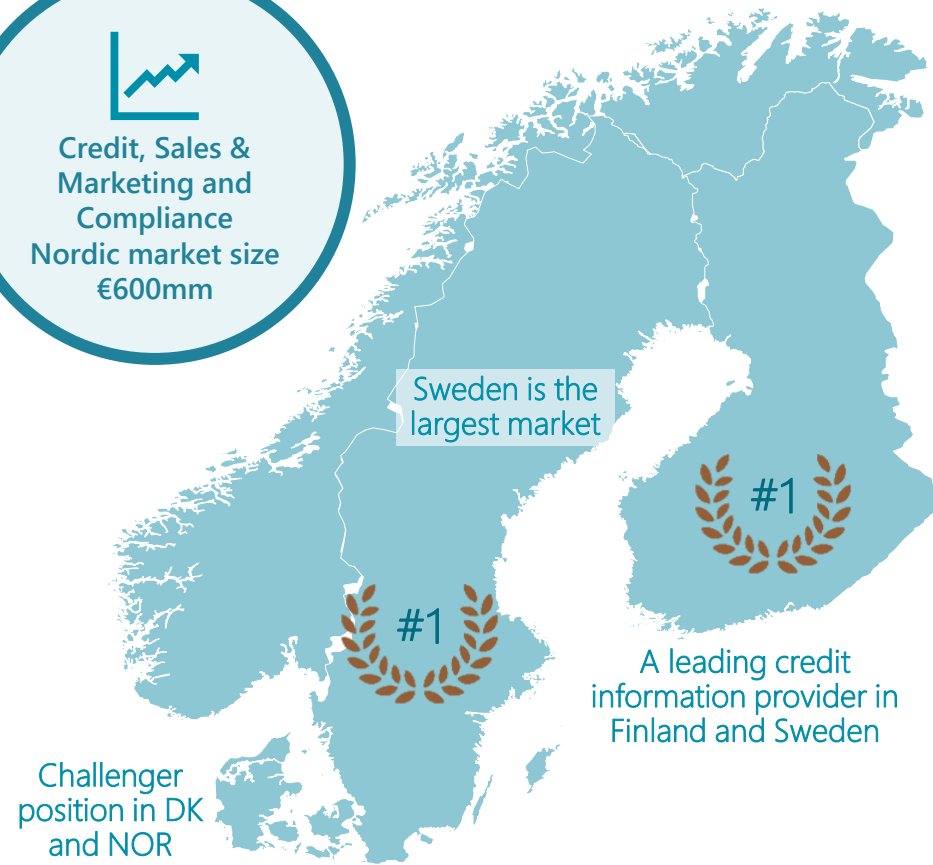 Credit, Sales &
Marketing and
Compliance
Nordic market size
€600mm
Sweden is the
largest market
#1
#1
A leading credit
information provider in
Finland and Sweden
Challenger
position in DK
and NOR